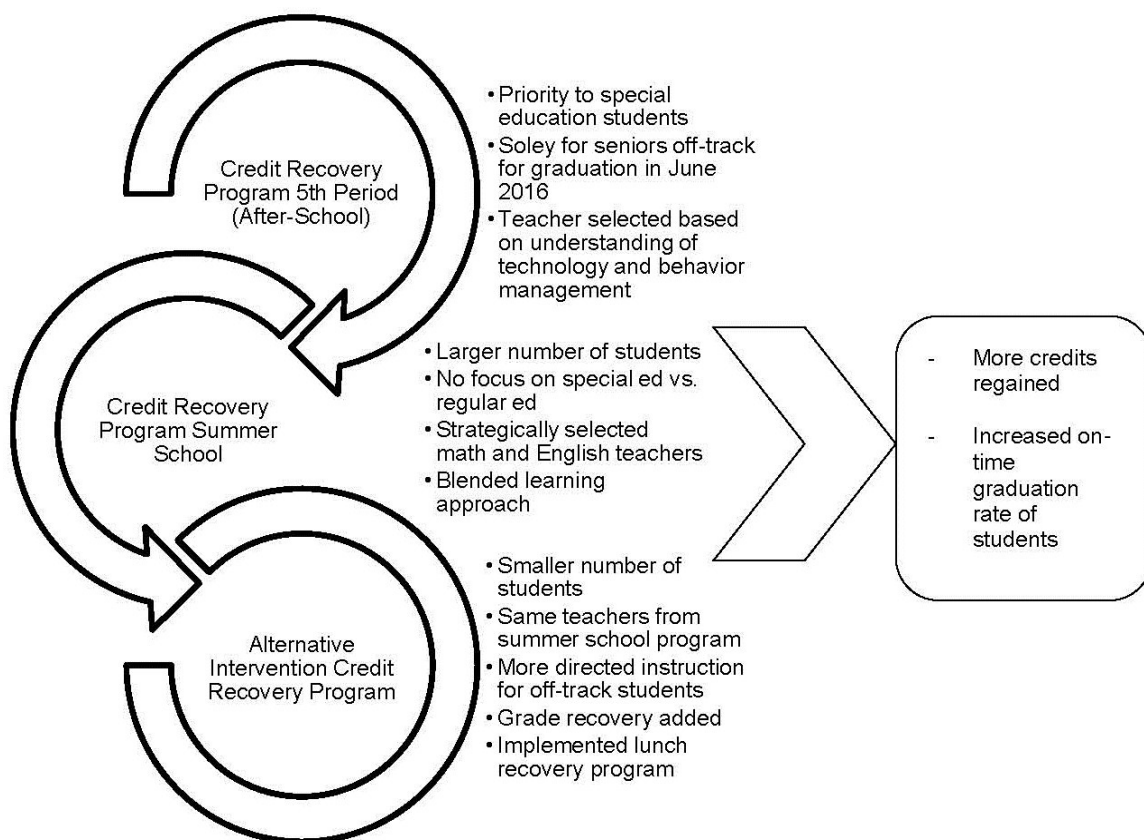 Credit Recovery
Program 5th Period
(After-School)
• Priority to special
education students
• Soley for seniors off-track
for graduation in June
2016
• Teacher selected based
on understanding of
technology and behavior
management
Credit Recovery
Program Summer
School
• Larger number of students
• No focus on special ed vs.
regular ed
• Strategically selected
math and English teachers
• Blended learning
approach
Alternative
Intervention Credit
Recovery Program
• Smaller number of
students
• Same teachers from
summer school program
• More directed instruction
for off-track students
• Grade recovery added
• Implemented lunch
recovery program
- More credits
regained
- Increased on-
time
graduation
rate of
students